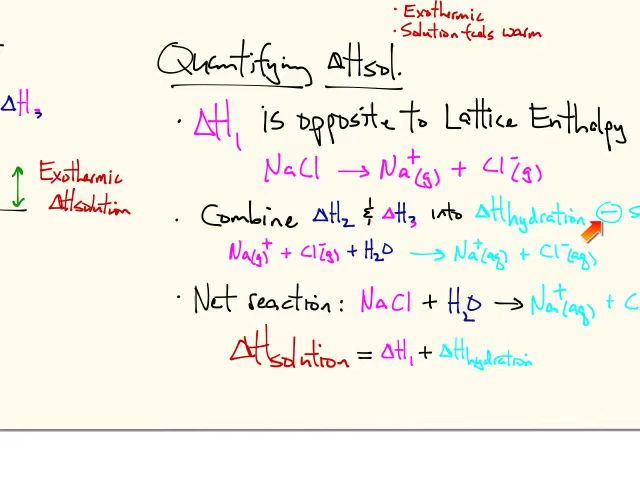 · Exothermic
· Solution feels warm
Quantifying ΔHsol.
ΔH₃
· ΔH₁ is opposite to Lattice Enthalpy
NaCl → Na⁺(g) + Cl⁻(g)
Exothermic
ΔHsolution
· Combine ΔH₂ & ΔH₃ into ΔHhydration ⊖ s
Na(g)⁺ + Cl⁻(g) + H₂O → Na⁺(aq) + Cl⁻(aq)
· Net reaction: NaCl + H₂O → Na⁺(aq) + C
ΔHsolution = ΔH₁ + ΔHhydration